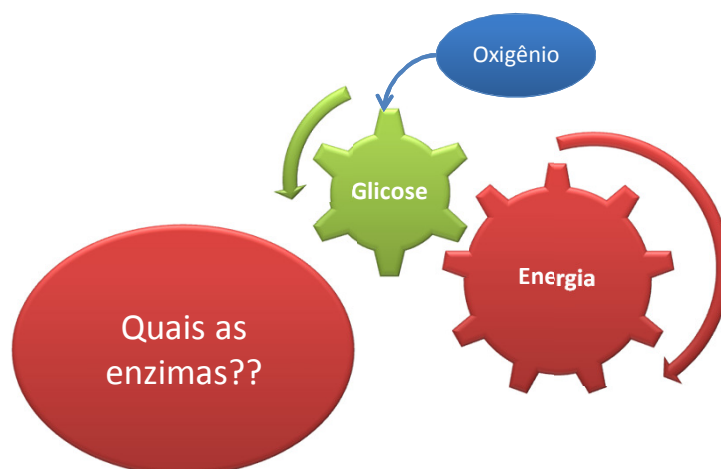 Oxigênio
Glicose
Energia
Quais as
enzimas??